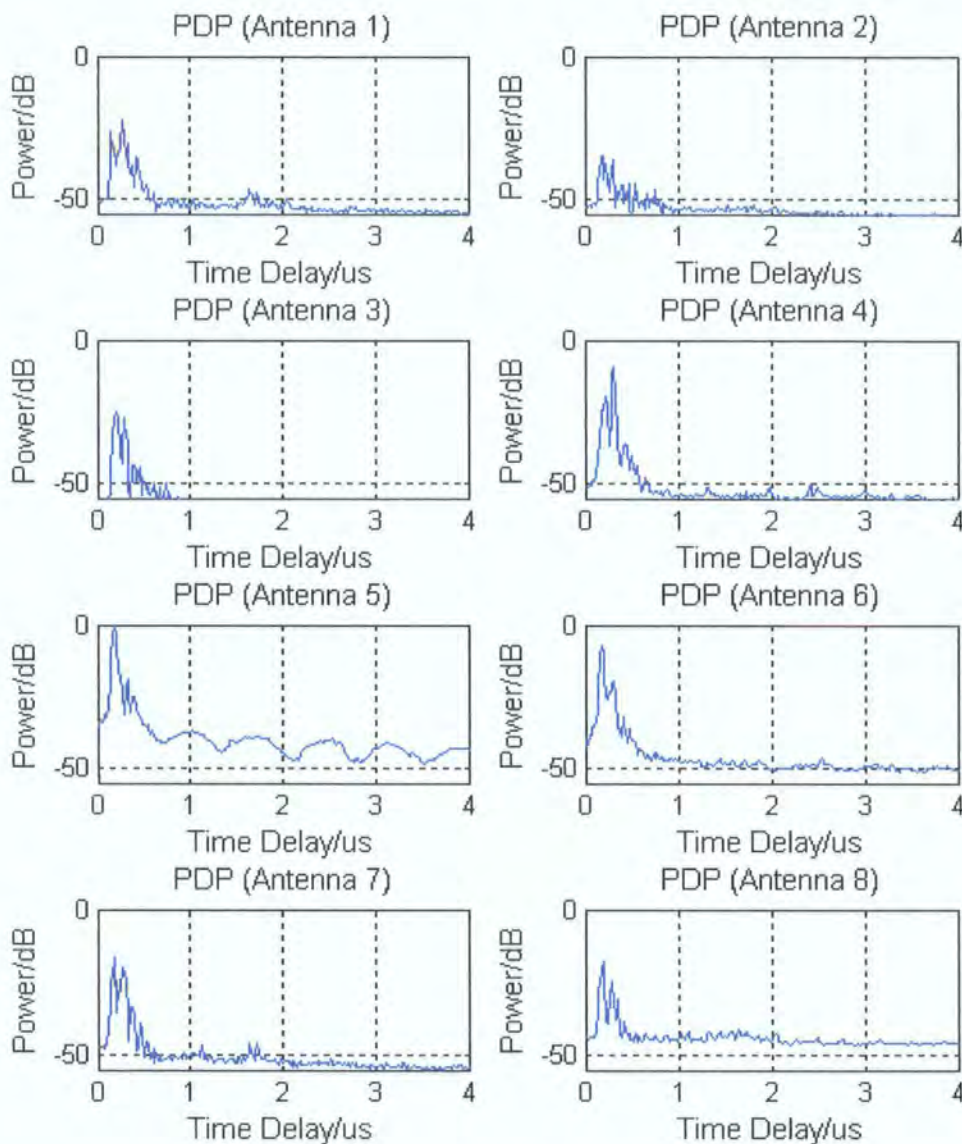 PDP (Antenna 1)
Power/dB
0
-50
0 1 2 3 4
Time Delay/us
PDP (Antenna 2)
Power/dB
0
-50
0 1 2 3 4
Time Delay/us
PDP (Antenna 3)
Power/dB
0
-50
0 1 2 3 4
Time Delay/us
PDP (Antenna 4)
Power/dB
0
-50
0 1 2 3 4
Time Delay/us
PDP (Antenna 5)
Power/dB
0
-50
0 1 2 3 4
Time Delay/us
PDP (Antenna 6)
Power/dB
0
-50
0 1 2 3 4
Time Delay/us
PDP (Antenna 7)
Power/dB
0
-50
0 1 2 3 4
Time Delay/us
PDP (Antenna 8)
Power/dB
0
-50
0 1 2 3 4
Time Delay/us